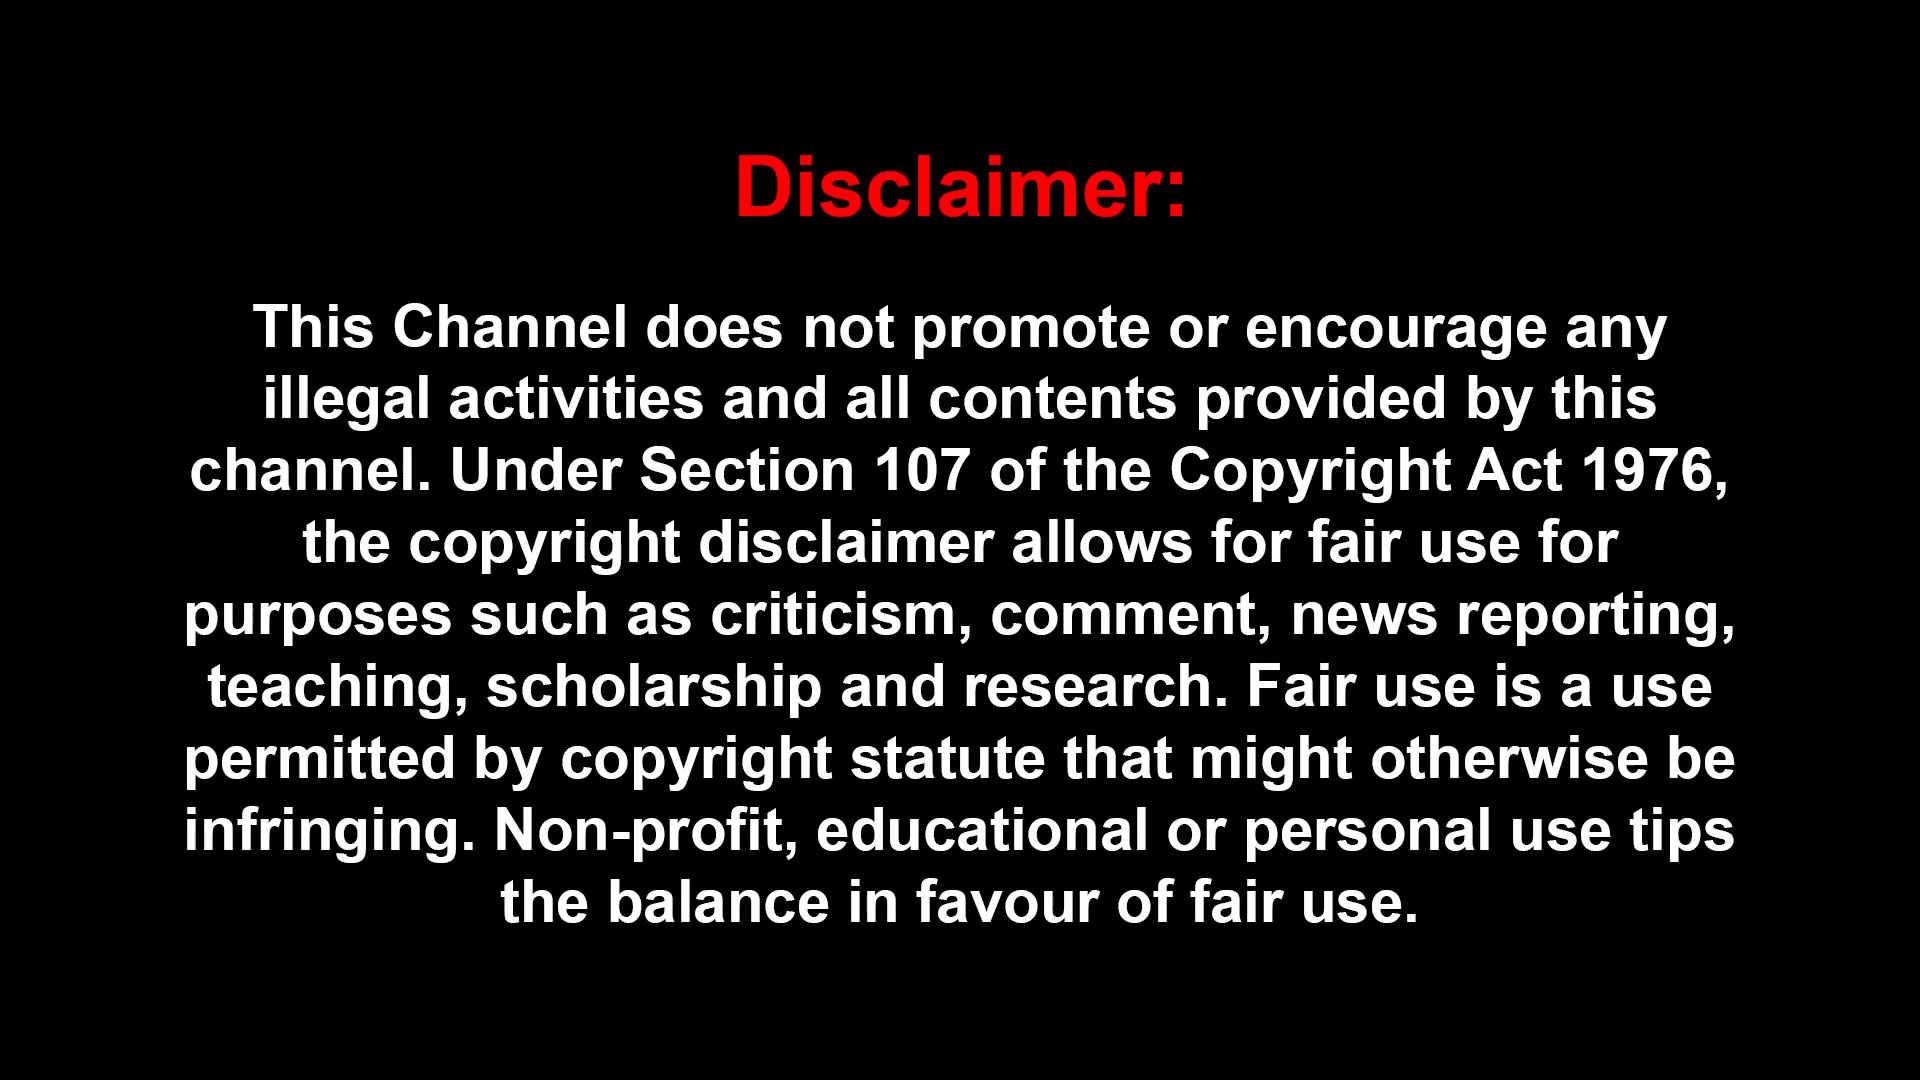 Disclaimer:
This Channel does not promote or encourage any
illegal activities and all contents provided by this
channel. Under Section 107 of the Copyright Act 1976,
the copyright disclaimer allows for fair use for
purposes such as criticism, comment, news reporting,
teaching, scholarship and research. Fair use is a use
permitted by copyright statute that might otherwise be
infringing. Non-profit, educational or personal use tips
the balance in favour of fair use.